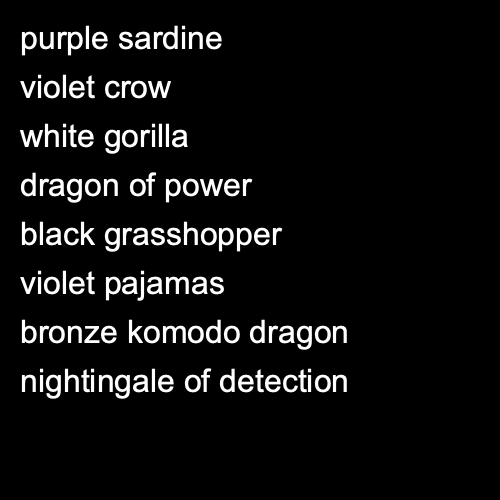 purple sardine
violet crow
white gorilla
dragon of power
black grasshopper
violet pajamas
bronze komodo dragon
nightingale of detection